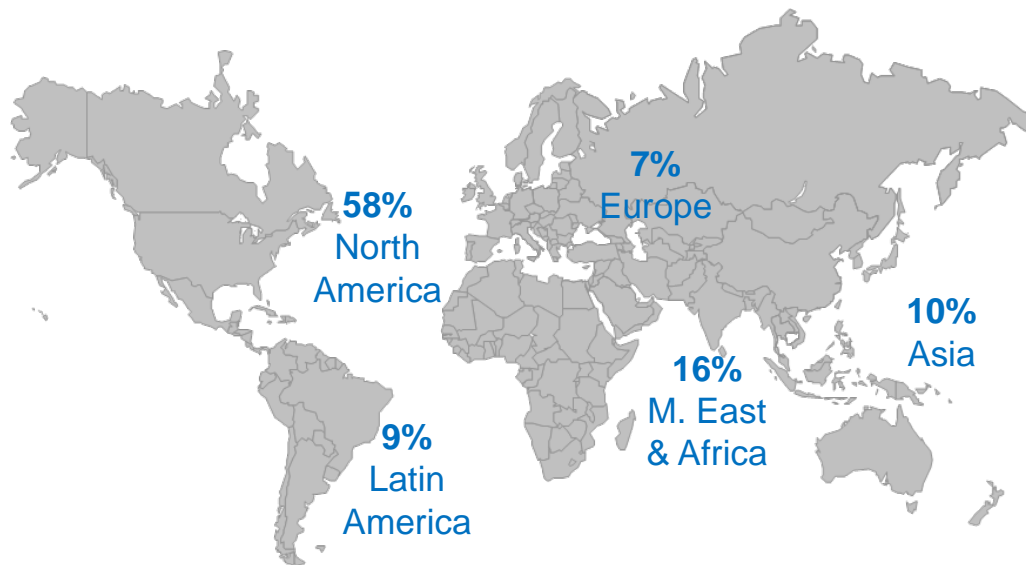 58%
North
America
7%
Europe
10%
Asia
16%
M. East
& Africa
9%
Latin
America